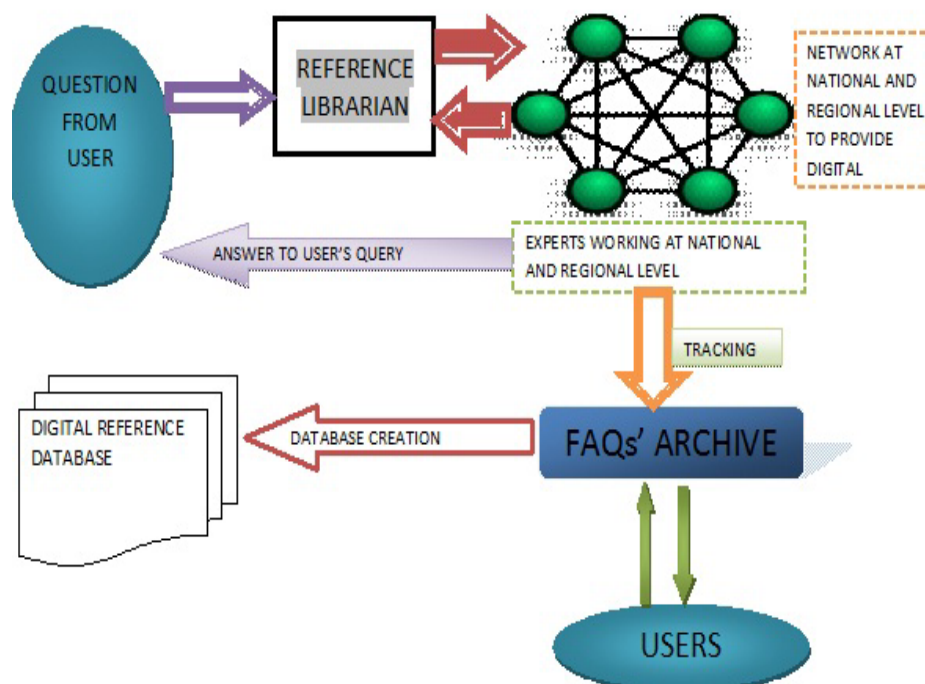 QUESTION
FROM
USER
REFERENCE
LIBRARIAN
NETWORK AT
NATIONAL AND
REGIONAL LEVEL
TO PROVIDE
DIGITAL
ANSWER TO USER'S QUERY
EXPERTS WORKING AT NATIONAL
AND REGIONAL LEVEL
TRACKING
DIGITAL REFERENCE
DATABASE
DATABASE CREATION
FAQs' ARCHIVE
USERS